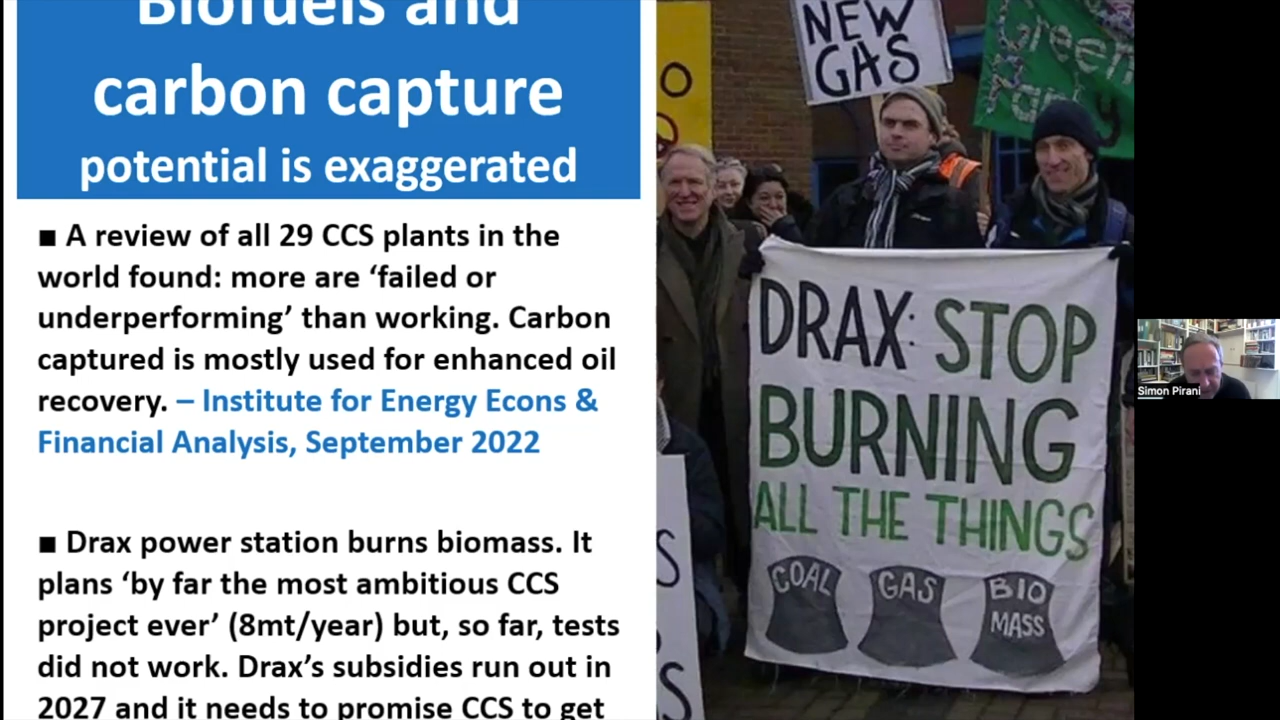 Biofuels and
carbon capture
potential is exaggerated
■ A review of all 29 CCS plants in the
world found: more are ‘failed or
underperforming’ than working. Carbon
captured is mostly used for enhanced oil
recovery. – Institute for Energy Econs &
Financial Analysis, September 2022
■ Drax power station burns biomass. It
plans ‘by far the most ambitious CCS
project ever’ (8mt/year) but, so far, tests
did not work. Drax’s subsidies run out in
2027 and it needs to promise CCS to get
NEW
GAS
Green
Party
DRAX: STOP
BURNING
ALL THE THINGS
COAL
GAS
BIO
MASS
Simon Pirani